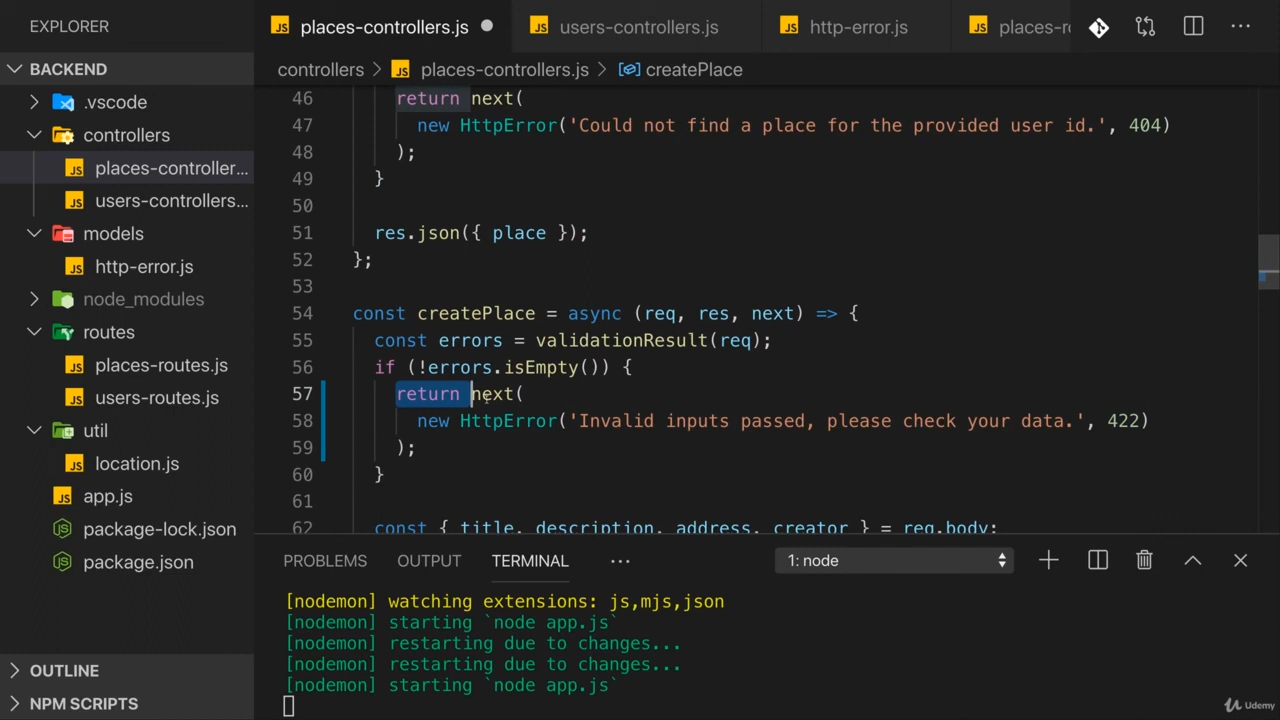 EXPLORER
places-controllers.js
users-controllers.js
http-error.js
places-ro
BACKEND
controllers
places-controllers.js
createPlace
.vscode
controllers
places-controller...
users-controllers...
models
http-error.js
node_modules
routes
places-routes.js
users-routes.js
util
location.js
app.js
package-lock.json
package.json
OUTLINE
NPM SCRIPTS
46 return next(
47 new HttpError('Could not find a place for the provided user id.', 404)
48 );
49 }
50
51 res.json({ place });
52 };
53
54 const createPlace = async (req, res, next) => {
55 const errors = validationResult(req);
56 if (!errors.isEmpty()) {
57 return next(
58 new HttpError('Invalid inputs passed, please check your data.', 422)
59 );
60 }
61
62 const { title, description, address, creator } = req.body;
PROBLEMS OUTPUT TERMINAL ... 1: node
[nodemon] watching extensions: js,mjs,json
[nodemon] starting `node app.js`
[nodemon] restarting due to changes...
[nodemon] restarting due to changes...
[nodemon] starting `node app.js`
Udemy